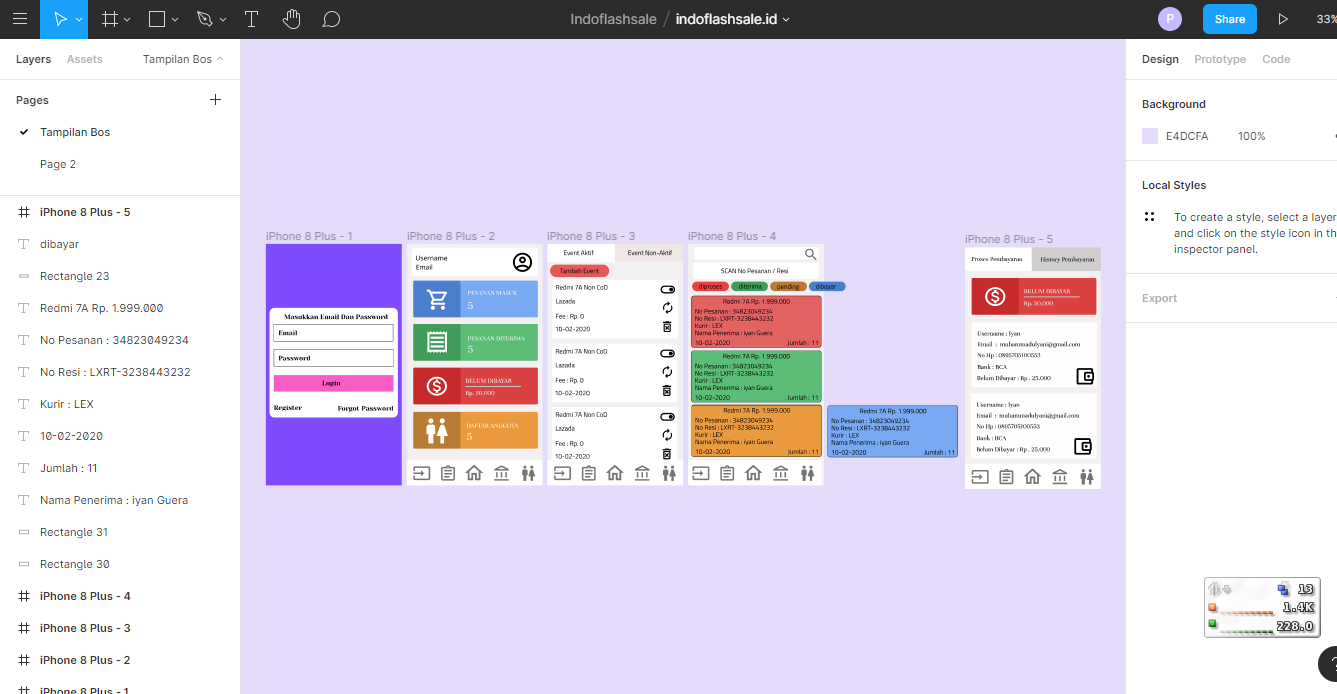 Indoflashsale / indoflashsale.id
P
Share
33%
Layers Assets Tampilan Bos
Pages
Tampilan Bos
Page 2
iPhone 8 Plus - 5
dibayar
Rectangle 23
Redmi 7A Rp. 1.999.000
No Pesanan : 34823049234
No Resi : LXRT-3238443232
Kurir : LEX
10-02-2020
Jumlah : 11
Nama Penerima : iyan Guera
Rectangle 31
Rectangle 30
iPhone 8 Plus - 4
iPhone 8 Plus - 3
iPhone 8 Plus - 2
iPhone 8 Plus - 1
iPhone 8 Plus - 1
Masukkan Email Dan Password
Email
Password
Login
Register Forgot Password
iPhone 8 Plus - 2
Username
Email
PESANAN MASUK
5
PESANAN DITERIMA
5
BELUM DIBAYAR
Rp. 50.000
DAFTAR ANGGOTA
5
iPhone 8 Plus - 3
Event Aktif Event Non-Aktif
Tambah Event
Redmi 7A Non CoD
Lazada
Fee : Rp. 0
10-02-2020
Redmi 7A Non CoD
Lazada
Fee : Rp. 0
10-02-2020
Redmi 7A Non CoD
Lazada
Fee : Rp. 0
10-02-2020
iPhone 8 Plus - 4
SCAN No Pesanan / Resi
diproses diterima pending dibayar
Redmi 7A Rp. 1.999.000
No Pesanan : 34823049234
No Resi : LXRT-3238443232
Kurir : LEX
Nama Penerima : iyan Guera
10-02-2020 Jumlah : 11
Redmi 7A Rp. 1.999.000
No Pesanan : 34823049234
No Resi : LXRT-3238443232
Kurir : LEX
Nama Penerima : iyan Guera
10-02-2020 Jumlah : 11
Redmi 7A Rp. 1.999.000
No Pesanan : 34823049234
No Resi : LXRT-3238443232
Kurir : LEX
Nama Penerima : iyan Guera
10-02-2020 Jumlah : 11
Redmi 7A Rp. 1.999.000
No Pesanan : 34823049234
No Resi : LXRT-3238443232
Kurir : LEX
Nama Penerima : iyan Guera
10-02-2020 Jumlah : 11
iPhone 8 Plus - 5
Proses Pembayaran History Pembayaran
BELUM DIBAYAR
Rp. 50.000
Username : Iyan
Email : muhammadulyani@gmail.com
No Hp : 0895705100553
Bank : BCA
Belum Dibayar : Rp . 25.000
Username : Iyan
Email : muhammadulyani@gmail.com
No Hp : 0895705100553
Bank : BCA
Belum Dibayar : Rp . 25.000
Design Prototype Code
Background
E4DCFA 100%
Local Styles
To create a style, select a layer
and click on the style icon in th
inspector panel.
Export
13
1.4K
228.0
?